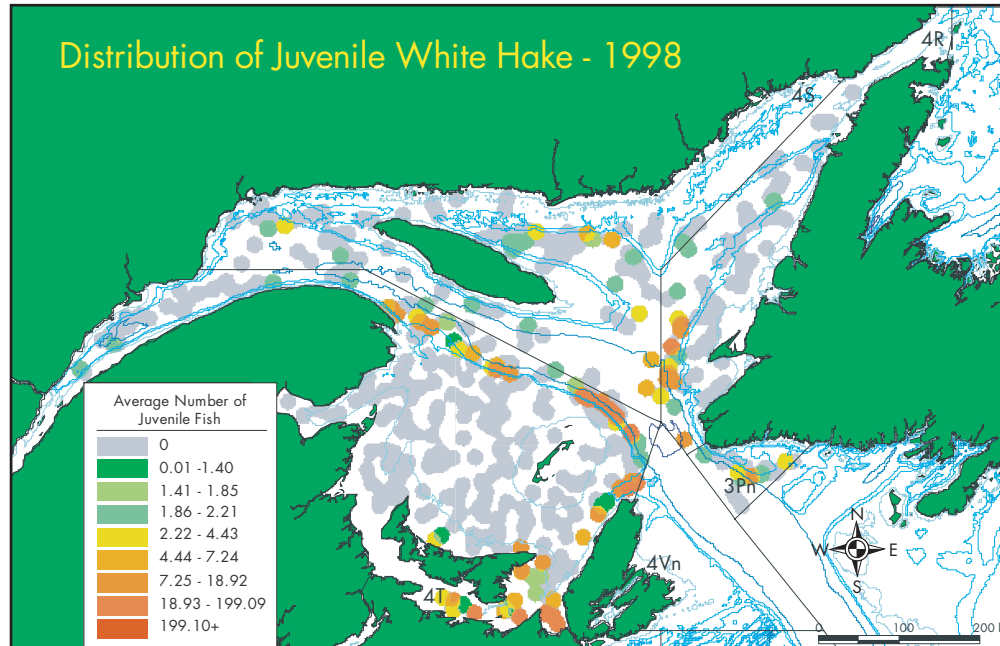 Distribution of Juvenile White Hake - 1998
4R
4S
Average Number of
Juvenile Fish
0
0.01 -1.40
1.41 - 1.85
1.86 - 2.21
2.22 - 4.43
4.44 - 7.24
7.25 - 18.92
18.93 - 199.09
199.10+
3Pn
4Vn
4T
N
W E
S
0 100 200